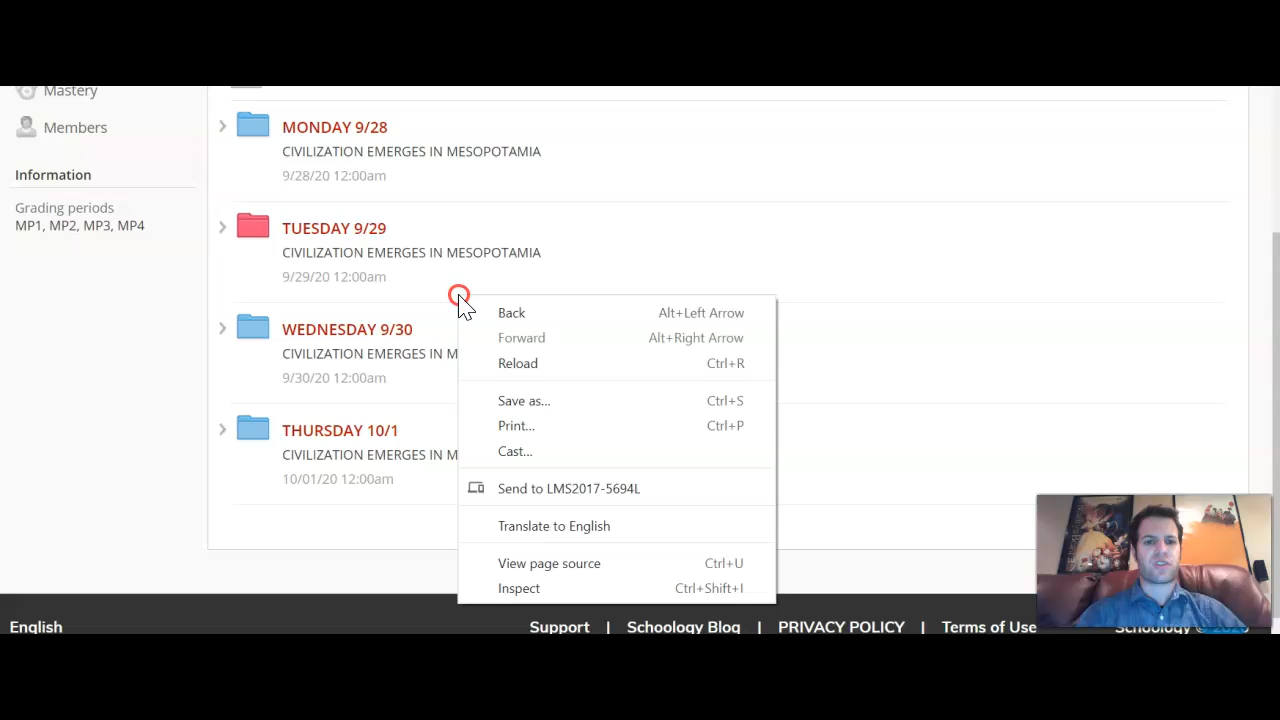 Mastery
Members
Information
Grading periods
MP1, MP2, MP3, MP4
MONDAY 9/28
CIVILIZATION EMERGES IN MESOPOTAMIA
9/28/20 12:00am
TUESDAY 9/29
CIVILIZATION EMERGES IN MESOPOTAMIA
9/29/20 12:00am
WEDNESDAY 9/30
CIVILIZATION EMERGES IN M
9/30/20 12:00am
THURSDAY 10/1
CIVILIZATION EMERGES IN M
10/01/20 12:00am
Back Alt+Left Arrow
Forward Alt+Right Arrow
Reload Ctrl+R
Save as... Ctrl+S
Print... Ctrl+P
Cast...
Send to LMS2017-5694L
Translate to English
View page source Ctrl+U
Inspect Ctrl+Shift+I
English
Support | Schoology Blog | PRIVACY POLICY | Terms of Use
Schoology ©